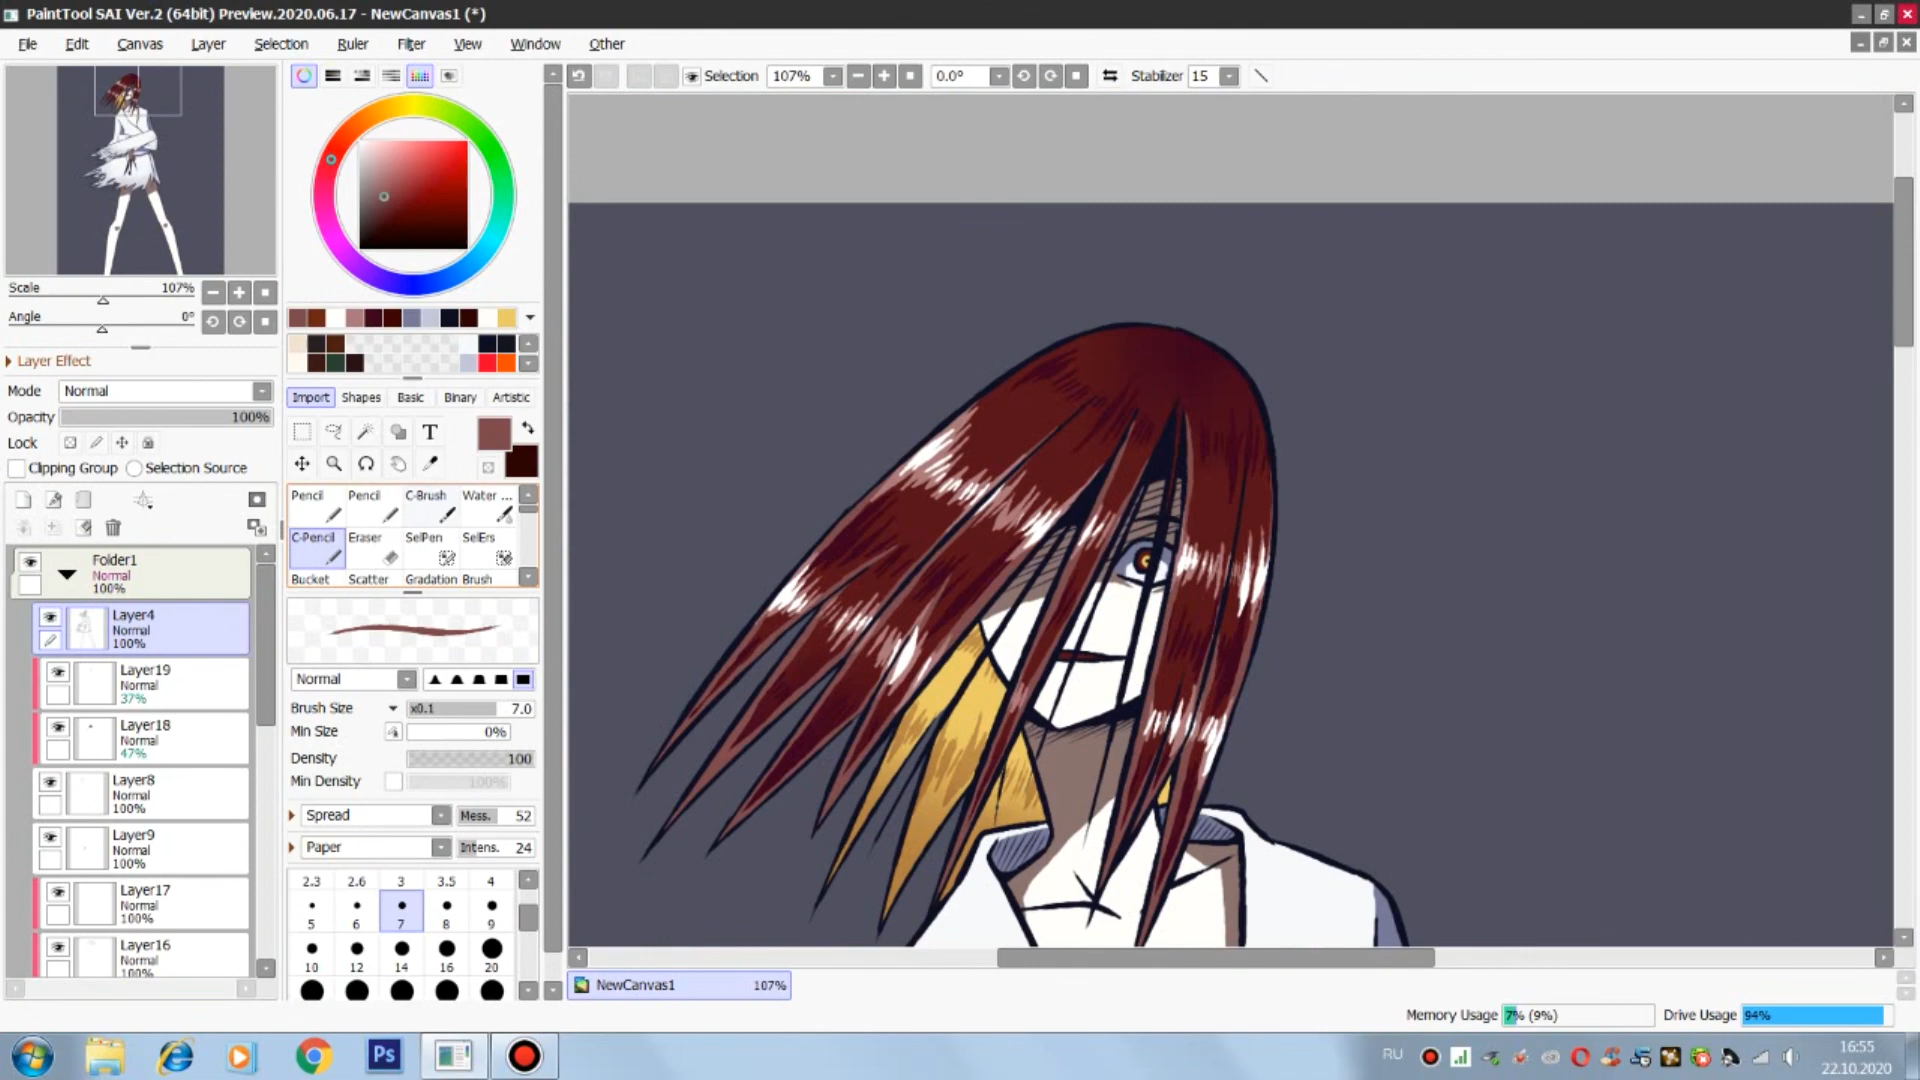 PaintTool SAI Ver.2 (64bit) Preview.2020.06.17 - NewCanvas1 (*)
File Edit Canvas Layer Selection Ruler Filter View Window Other
Selection 107% 0.0° Stabilizer 15
Scale 107%
Angle 0°
Layer Effect
Mode Normal
Opacity 100%
Lock
Clipping Group Selection Source
Folder1
Normal
100%
Layer4
Normal
100%
Layer19
Normal
37%
Layer18
Normal
47%
Layer8
Normal
100%
Layer9
Normal
100%
Layer17
Normal
100%
Layer16
Normal
100%
Import Shapes Basic Binary Artistic
T
Pencil Pencil C-Brush Water ...
C-Pencil Eraser SelPen SelErs
Bucket Scatter Gradation Brush
Normal
Brush Size x0.1 7.0
Min Size 0%
Density 100
Min Density 100%
Spread Mess. 52
Paper Intens. 24
2.3 2.6 3 3.5 4
5 6 7 8 9
10 12 14 16 20
NewCanvas1 107%
Memory Usage 7% (9%) Drive Usage 94%
Ps
RU
16:55
22.10.2020